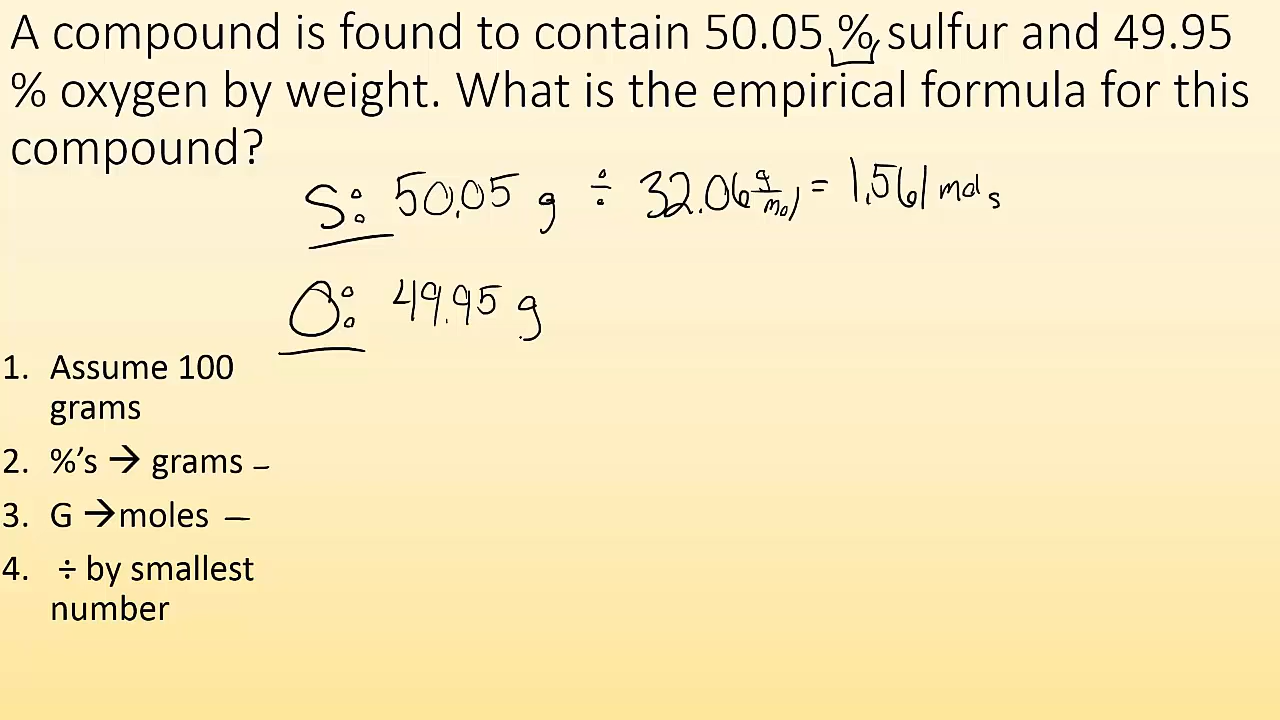 A compound is found to contain 50.05 % sulfur and 49.95
% oxygen by weight. What is the empirical formula for this
compound?
S: 50.05 g ÷ 32.06 g/mol = 1.561 mol s
O: 49.95 g
1. Assume 100
grams
2. %’s → grams –
3. G →moles –
4. ÷ by smallest
number